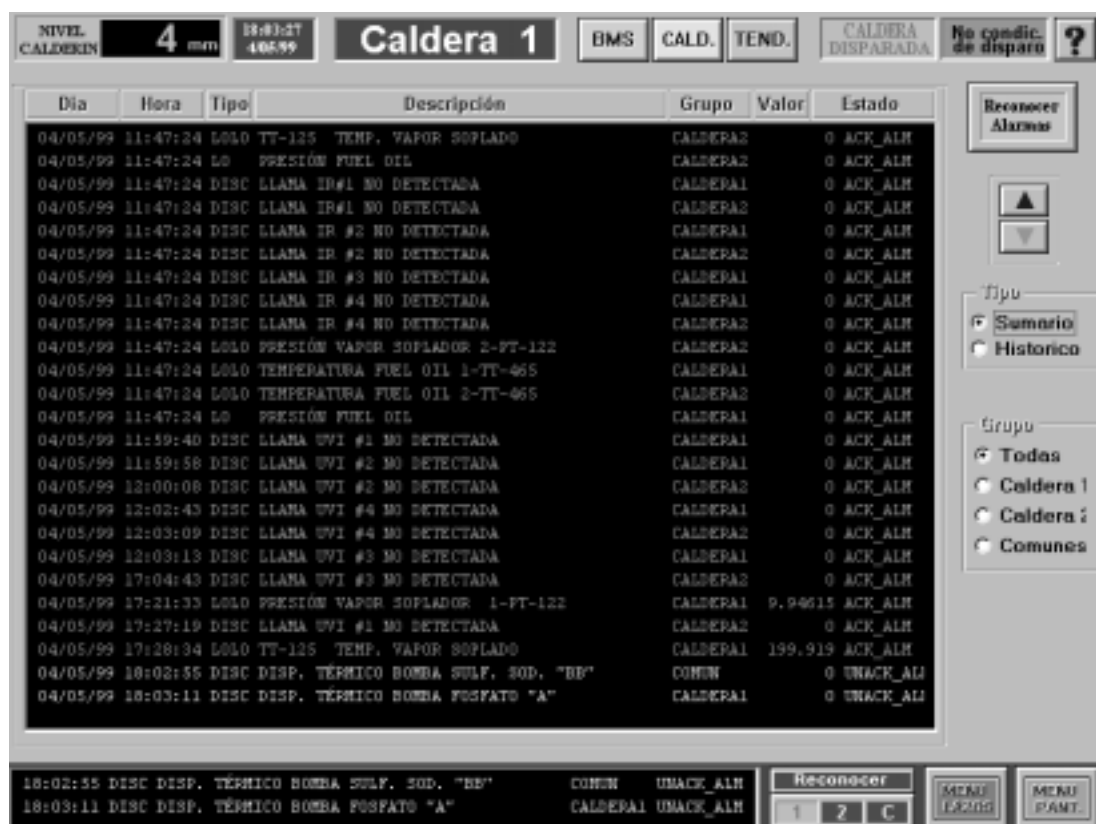 NIVEL CALDERIN 4 mm 18:03:27 4/05/99 Caldera 1 BMS CALD. TEND. CALDERA DISPARADA No condic. de disparo ?
Dia Hora Tipo Descripción Grupo Valor Estado
Reconocer Alarmas
04/05/99 11:47:24 LOLO TT-125 TEMP. VAPOR SOPLADO CALDERA2 0 ACK_ALM
04/05/99 11:47:24 LO PRESIÓN FUEL OIL CALDERA2 0 ACK_ALM
04/05/99 11:47:24 DISC LLAMA IR#1 NO DETECTADA CALDERA1 0 ACK_ALM
04/05/99 11:47:24 DISC LLAMA IR#1 NO DETECTADA CALDERA2 0 ACK_ALM
04/05/99 11:47:24 DISC LLAMA IR #2 NO DETECTADA CALDERA1 0 ACK_ALM
04/05/99 11:47:24 DISC LLAMA IR #2 NO DETECTADA CALDERA2 0 ACK_ALM
04/05/99 11:47:24 DISC LLAMA IR #3 NO DETECTADA CALDERA1 0 ACK_ALM
04/05/99 11:47:24 DISC LLAMA IR #4 NO DETECTADA CALDERA1 0 ACK_ALM
04/05/99 11:47:24 DISC LLAMA IR #4 NO DETECTADA CALDERA2 0 ACK_ALM
04/05/99 11:47:24 LOLO PRESIÓN VAPOR SOPLADOR 2-PT-122 CALDERA2 0 ACK_ALM
04/05/99 11:47:24 LOLO TEMPERATURA FUEL OIL 1-TT-465 CALDERA1 0 ACK_ALM
04/05/99 11:47:24 LOLO TEMPERATURA FUEL OIL 2-TT-465 CALDERA2 0 ACK_ALM
04/05/99 11:47:24 LO PRESIÓN FUEL OIL CALDERA1 0 ACK_ALM
04/05/99 11:59:40 DISC LLAMA UVI #1 NO DETECTADA CALDERA1 0 ACK_ALM
04/05/99 11:59:58 DISC LLAMA UVI #2 NO DETECTADA CALDERA1 0 ACK_ALM
04/05/99 12:00:08 DISC LLAMA UVI #2 NO DETECTADA CALDERA2 0 ACK_ALM
04/05/99 12:02:43 DISC LLAMA UVI #4 NO DETECTADA CALDERA1 0 ACK_ALM
04/05/99 12:03:09 DISC LLAMA UVI #4 NO DETECTADA CALDERA2 0 ACK_ALM
04/05/99 12:03:13 DISC LLAMA UVI #3 NO DETECTADA CALDERA1 0 ACK_ALM
04/05/99 17:04:43 DISC LLAMA UVI #3 NO DETECTADA CALDERA2 0 ACK_ALM
04/05/99 17:21:33 LOLO PRESIÓN VAPOR SOPLADOR 1-PT-122 CALDERA1 9.94615 ACK_ALM
04/05/99 17:27:19 DISC LLAMA UVI #1 NO DETECTADA CALDERA2 0 ACK_ALM
04/05/99 17:28:34 LOLO TT-125 TEMP. VAPOR SOPLADO CALDERA1 199.919 ACK_ALM
04/05/99 18:02:55 DISC DISP. TÉRMICO BOMBA SULF. SOD. "BB" COMUN 0 UNACK_AL
04/05/99 18:03:11 DISC DISP. TÉRMICO BOMBA FOSFATO "A" CALDERA1 0 UNACK_AL
Tipo
Sumario
Historico
Grupo
Todas
Caldera 1
Caldera 2
Comunes
18:02:55 DISC DISP. TÉRMICO BOMBA SULF. SOD. "BB" COMUN UNACK_ALM
18:03:11 DISC DISP. TÉRMICO BOMBA FOSFATO "A" CALDERA1 UNACK_ALM
Reconocer
1 2 C
MENU LAZOS
MENU PANT.